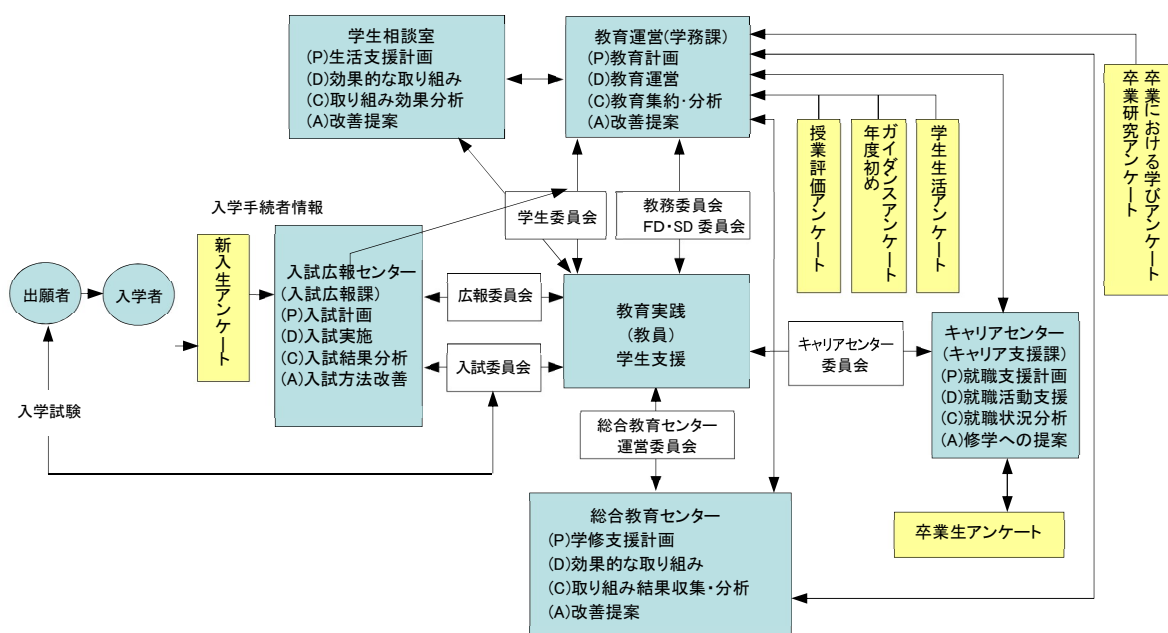 学生相談室
(P)生活支援計画
(D)効果的な取り組み
(C)取り組み効果分析
(A)改善提案
教育運営(学務課)
(P)教育計画
(D)教育運営
(C)教育集約･分析
(A)改善提案
授業評価アンケート
年度初め
ガイダンスアンケート
学生生活アンケート
卒業における学びアンケート
卒業研究アンケート
入学手続者情報
学生委員会
教務委員会
FD・SD 委員会
出願者
入学者
新入生アンケート
入試広報センター
(入試広報課)
(P)入試計画
(D)入試実施
(C)入試結果分析
(A)入試方法改善
広報委員会
入試委員会
教育実践
(教員)
学生支援
キャリアセンター
委員会
キャリアセンター
(キャリア支援課)
(P)就職支援計画
(D)就職活動支援
(C)就職状況分析
(A)修学への提案
入学試験
総合教育センター
運営委員会
総合教育センター
(P)学修支援計画
(D)効果的な取り組み
(C)取り組み結果収集・分析
(A)改善提案
卒業生アンケート